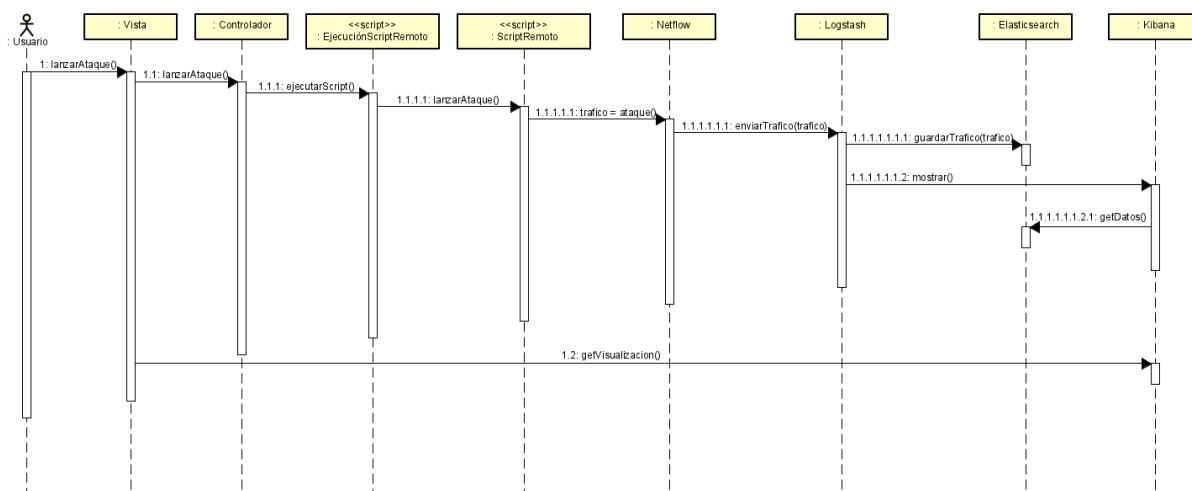 : Usuario
: Vista
: Controlador
<<script>>
: EjecuciónScriptRemoto
<<script>>
: ScriptRemoto
: Netflow
: Logstash
: Elasticsearch
: Kibana
1: lanzarAtaque()
1.1: lanzarAtaque()
1.1.1: ejecutarScript()
1.1.1.1: lanzarAtaque()
1.1.1.1.1: trafico = ataque()
1.1.1.1.1.1: enviarTrafico(trafico)
1.1.1.1.1.1.1: guardarTrafico(trafico)
1.1.1.1.1.1.2: mostrar()
1.1.1.1.1.1.2.1: getDatos()
1.2: getVisualizacion()